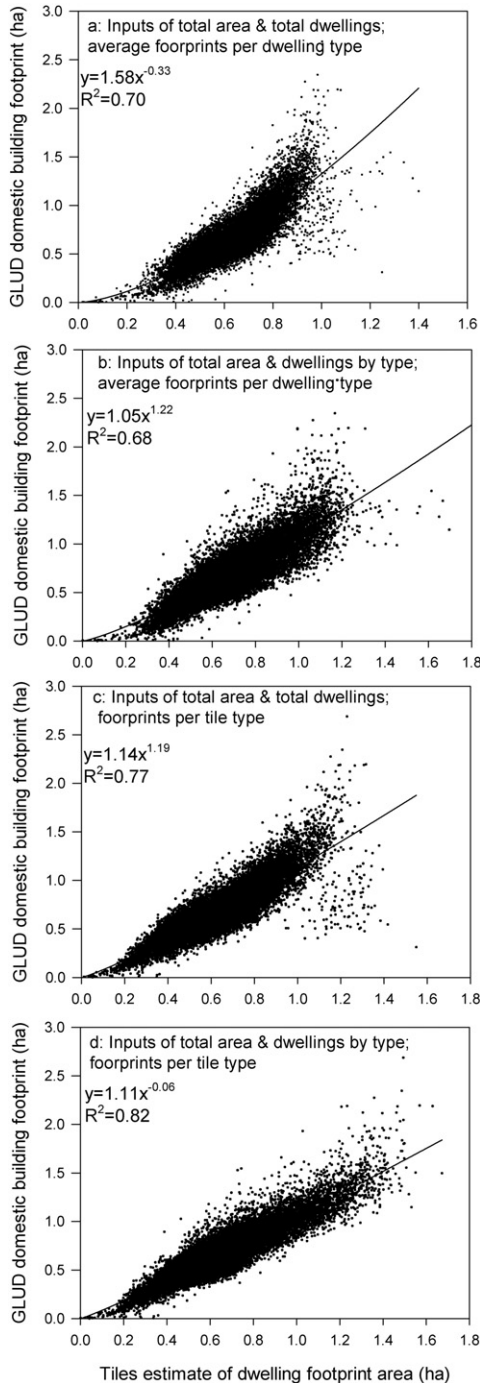 a: Inputs of total area & total dwellings;
average foorprints per dwelling type
y=1.58x^-0.33
R²=0.70
GLUD domestic building footprint (ha)
3.0
2.5
2.0
1.5
1.0
0.5
0.0
0.0 0.2 0.4 0.6 0.8 1.0 1.2 1.4 1.6
b: Inputs of total area & dwellings by type;
average foorprints per dwelling type
y=1.05x^1.22
R²=0.68
GLUD domestic building footprint (ha)
3.0
2.5
2.0
1.5
1.0
0.5
0.0
0.0 0.2 0.4 0.6 0.8 1.0 1.2 1.4 1.6 1.8
c: Inputs of total area & total dwellings;
foorprints per tile type
y=1.14x^1.19
R²=0.77
GLUD domestic building footprint (ha)
3.0
2.5
2.0
1.5
1.0
0.5
0.0
0.0 0.2 0.4 0.6 0.8 1.0 1.2 1.4 1.6 1.8
d: Inputs of total area & dwellings by type;
foorprints per tile type
y=1.11x^-0.06
R²=0.82
GLUD domestic building footprint (ha)
3.0
2.5
2.0
1.5
1.0
0.5
0.0
0.0 0.2 0.4 0.6 0.8 1.0 1.2 1.4 1.6 1.8
Tiles estimate of dwelling footprint area (ha)